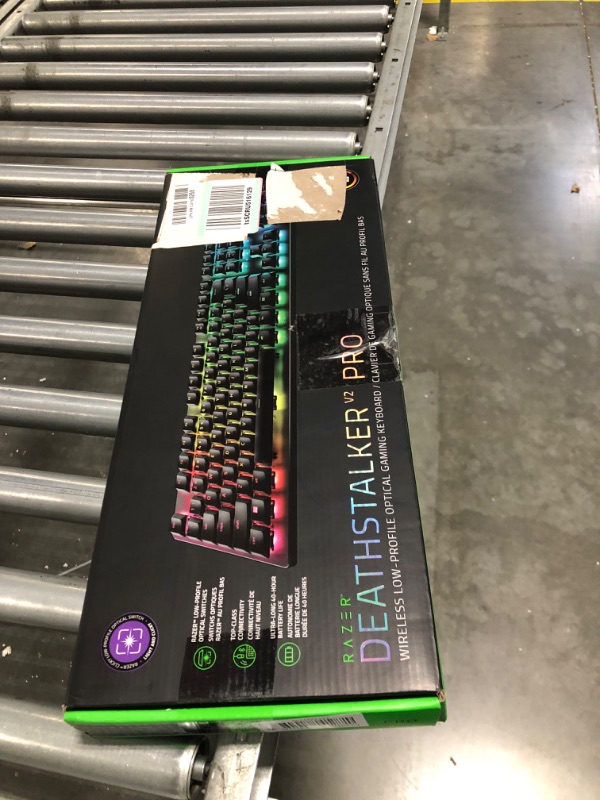 RAZER™
DEATHSTALKER V2 PRO
WIRELESS LOW-PROFILE OPTICAL GAMING KEYBOARD / CLAVIER DE GAMING OPTIQUE SANS FIL AU PROFIL BAS
RAZER™ LOW-PROFILE
OPTICAL SWITCHES
SWITCHS OPTIQUES
RAZER™ AU PROFIL BAS
TOP-CLASS
CONNECTIVITY
CONNECTIVITÉ DE
HAUT NIVEAU
ULTRA-LONG 40-HOUR
BATTERY LIFE
AUTONOMIE DE
BATTERIE LONGUE
DURÉE DE 40 HEURES